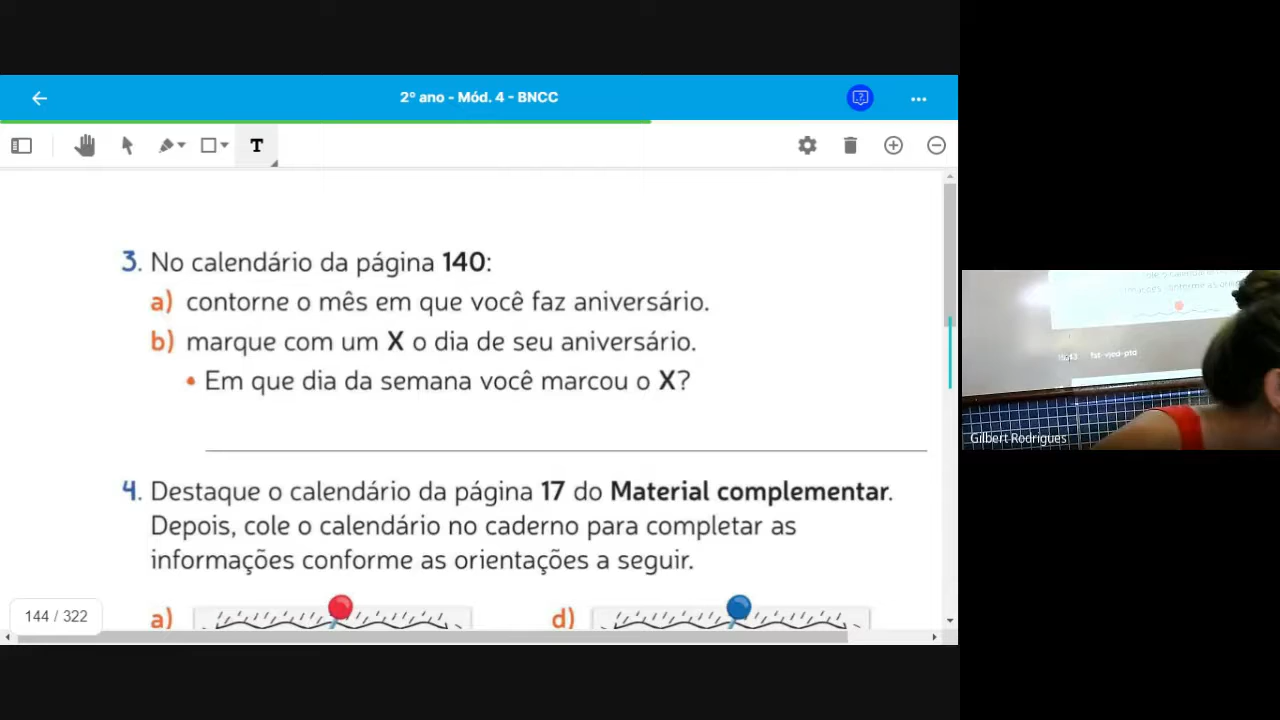 2º ano - Mód. 4 - BNCC
T
3. No calendário da página 140:
a) contorne o mês em que você faz aniversário.
b) marque com um X o dia de seu aniversário.
• Em que dia da semana você marcou o X?
4. Destaque o calendário da página 17 do Material complementar.
Depois, cole o calendário no caderno para completar as
informações conforme as orientações a seguir.
144 / 322
a)
d)
Gilbert Rodrigues